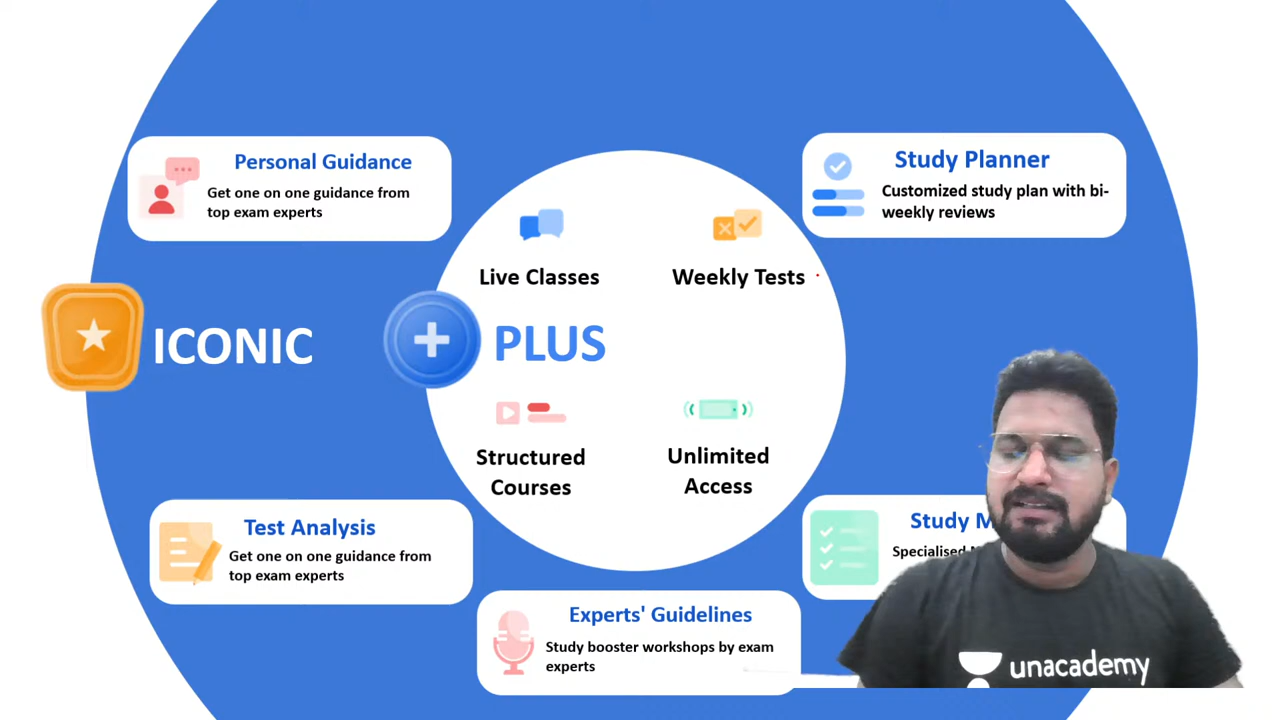 Personal Guidance
Get one on one guidance from
top exam experts
Study Planner
Customized study plan with bi-
weekly reviews
Live Classes
Weekly Tests
ICONIC
PLUS
Structured
Courses
Unlimited
Access
Test Analysis
Get one on one guidance from
top exam experts
Study
Specialised
Experts' Guidelines
Study booster workshops by exam
experts
unacademy